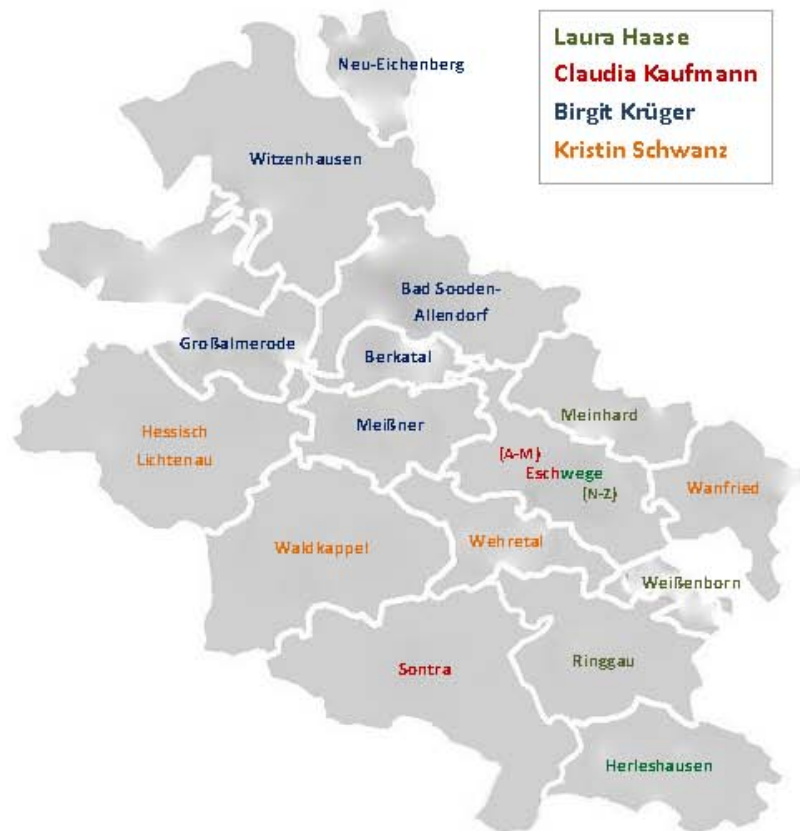 Laura Haase
Claudia Kaufmann
Birgit Krüger
Kristin Schwanz
Neu-Eichenberg
Witzenhausen
Bad Sooden-
Allendorf
Großalmerode
Berkatal
Meißner
Meinhard
Hessisch
Lichtenau
(A-M)
Eschwege
(N-Z)
Wanfried
Waldkappel
Wehretal
Weißenborn
Sontra
Ringgau
Herleshausen